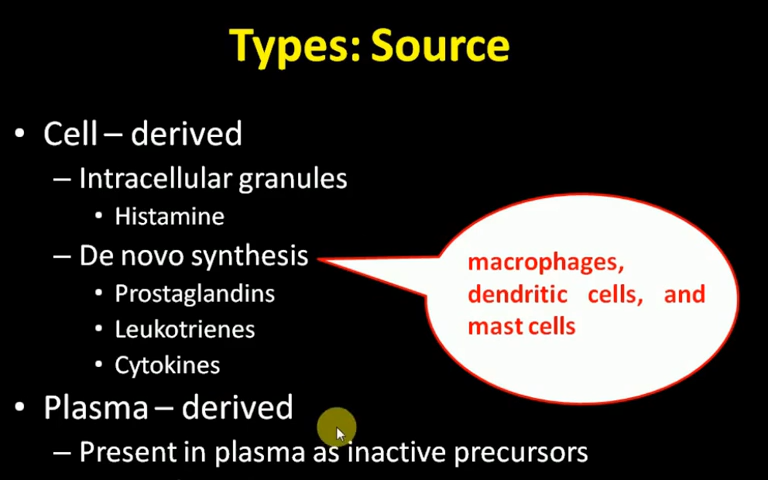 Types: Source
• Cell – derived
– Intracellular granules
• Histamine
– De novo synthesis
• Prostaglandins
• Leukotrienes
• Cytokines
macrophages,
dendritic cells, and
mast cells
• Plasma – derived
– Present in plasma as inactive precursors